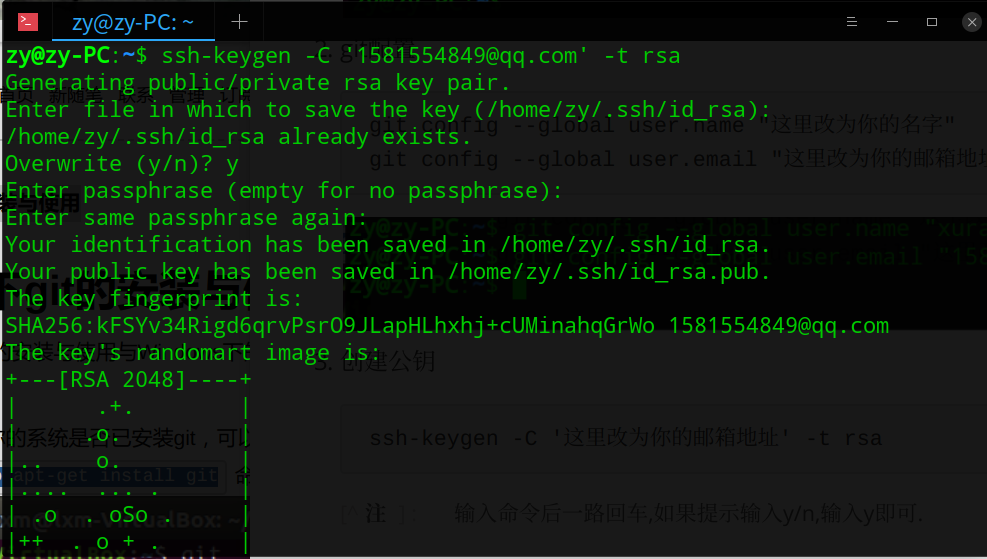 zy@zy-PC: ~
zy@zy-PC:~$ ssh-keygen -C '1581554849@qq.com' -t rsa
Generating public/private rsa key pair.
Enter file in which to save the key (/home/zy/.ssh/id_rsa):
/home/zy/.ssh/id_rsa already exists.
Overwrite (y/n)? y
Enter passphrase (empty for no passphrase):
Enter same passphrase again:
Your identification has been saved in /home/zy/.ssh/id_rsa.
Your public key has been saved in /home/zy/.ssh/id_rsa.pub.
The key fingerprint is:
SHA256:kFSYv34Rigd6qrvPsrO9JLapHLhxhj+cUMinahqGrWo 1581554849@qq.com
The key's randomart image is:
+---[RSA 2048]----+
|      .+.        |
|     .o.         |
|..    o.         |
|....  ... .      |
| .o  . oSo .     |
|++  . o + .      |
git config --global user.name "这里改为你的名字"
git config --global user.email "这里改为你的邮箱地址
git config --global user.name "xura
--global user.email "158
zy@zy-PC:~$
3. 创建公钥
ssh-keygen -C '这里改为你的邮箱地址' -t rsa
注 输入命令后一路回车,如果提示输入y/n,输入y即可.
的系统是否已安装git，可以
apt-get install git 命